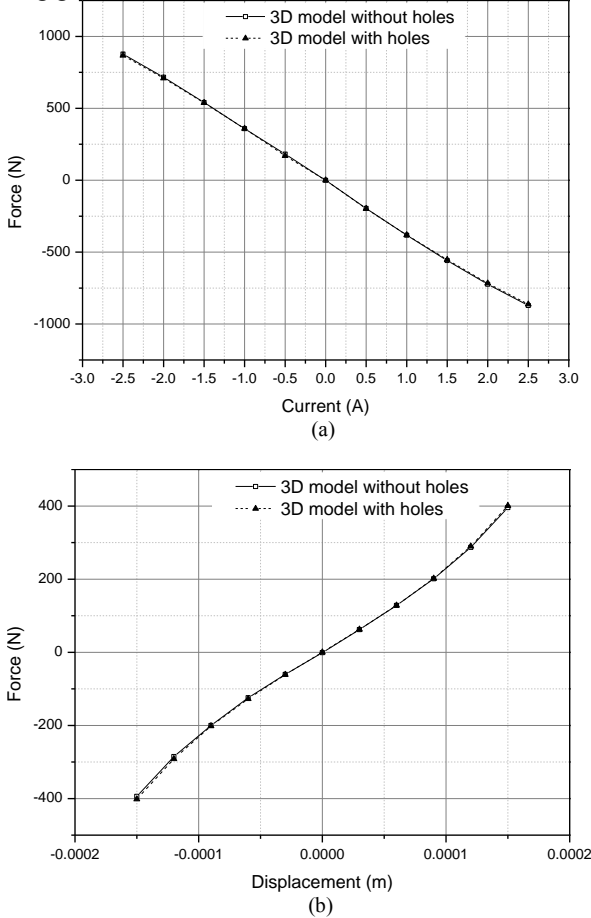 3D model without holes
3D model with holes
1000
500
0
-500
-1000
Force (N)
-3.0 -2.5 -2.0 -1.5 -1.0 -0.5 0.0 0.5 1.0 1.5 2.0 2.5 3.0
Current (A)
(a)
3D model without holes
3D model with holes
400
200
0
-200
-400
Force (N)
-0.0002 -0.0001 0.0000 0.0001 0.0002
Displacement (m)
(b)